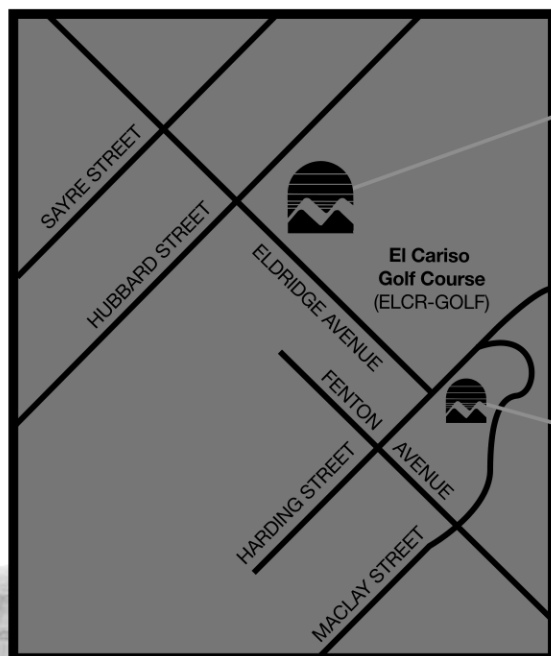 SAYRE STREET
HUBBARD STREET
ELDRIDGE AVENUE
El Cariso
Golf Course
(ELCR-GOLF)
FENTON AVENUE
HARDING STREET
MACLAY STREET